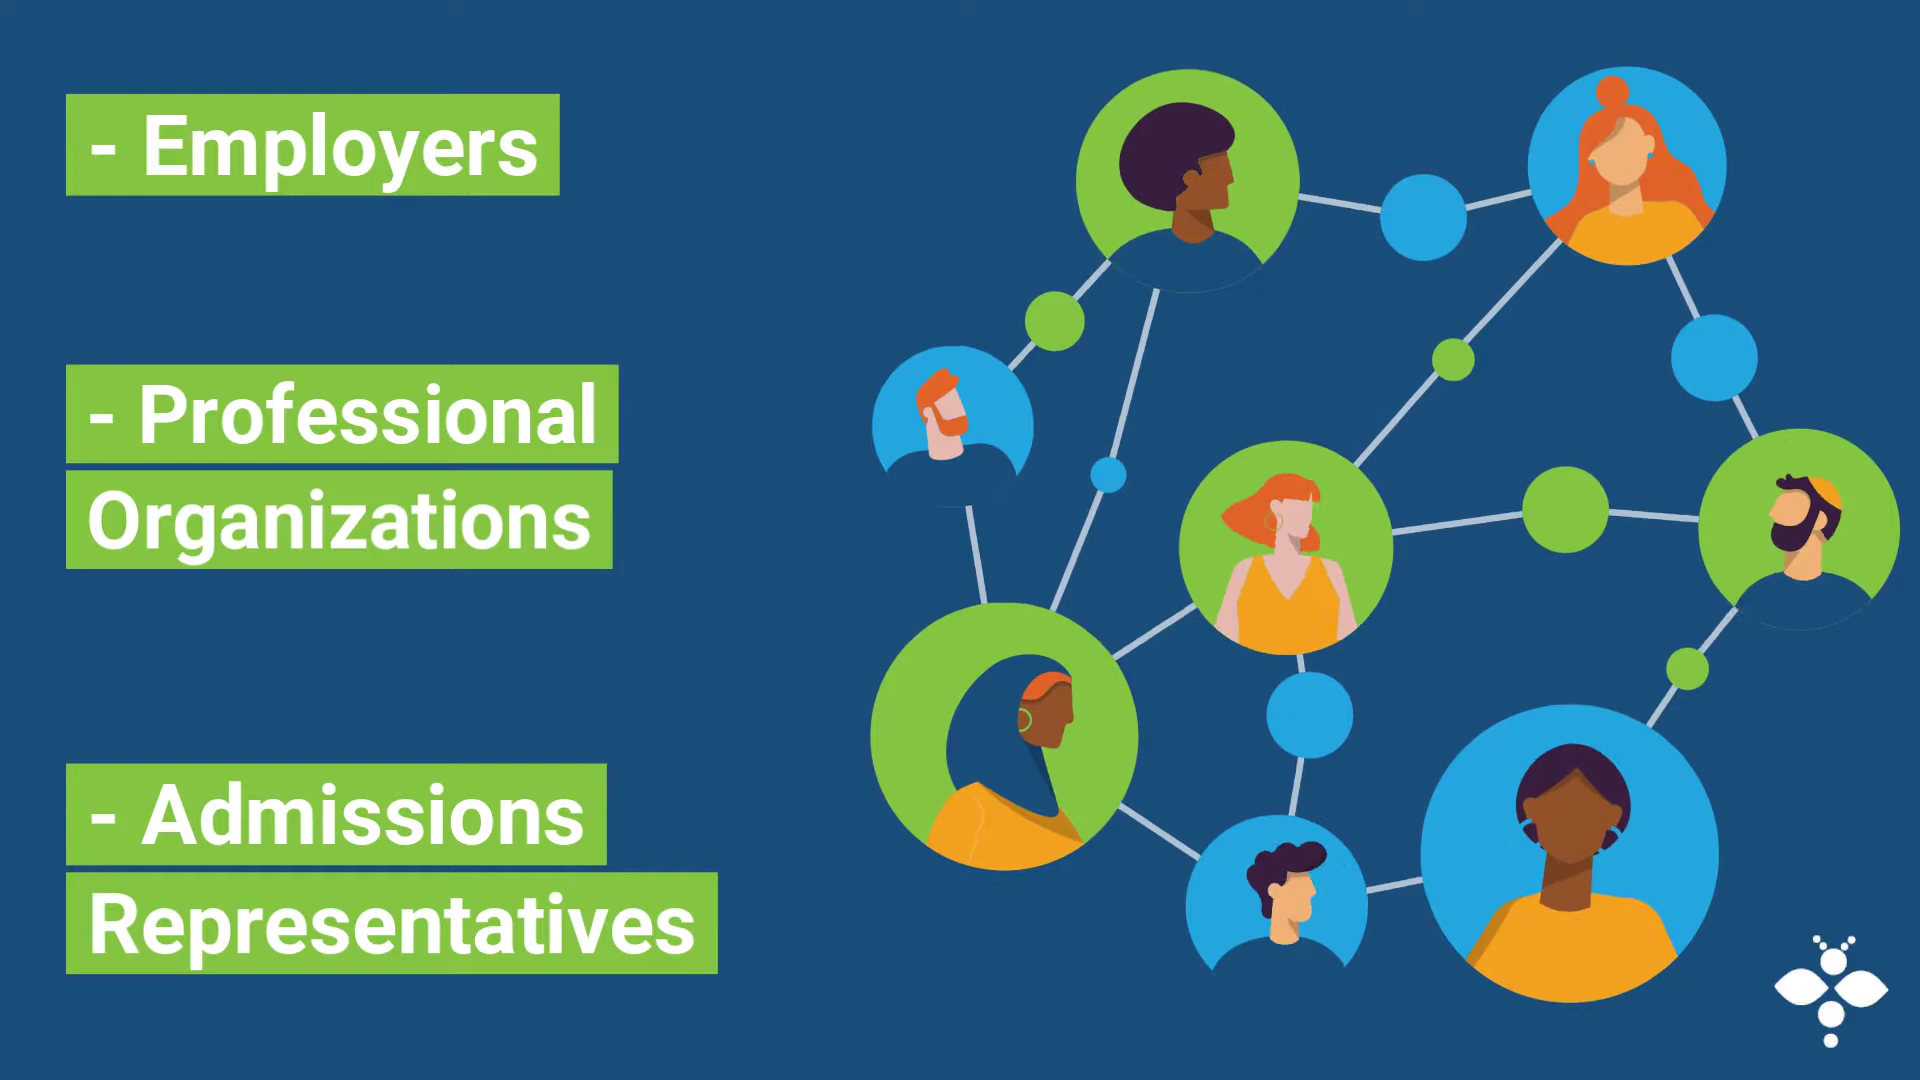 - Employers
- Professional
Organizations
- Admissions
Representatives